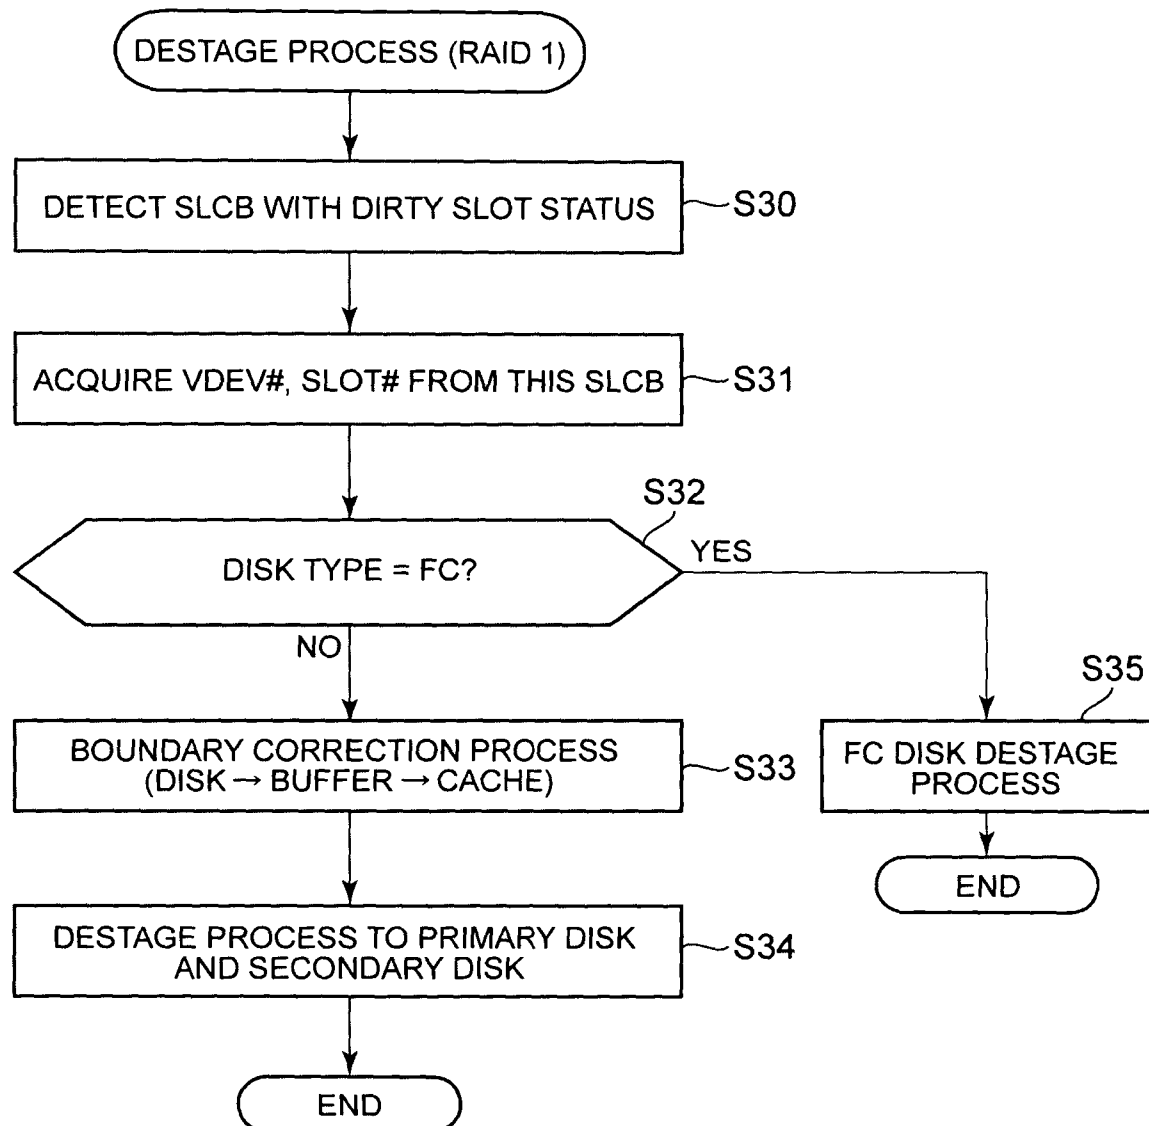 DESTAGE PROCESS (RAID 1)
DETECT SLCB WITH DIRTY SLOT STATUS
S30
ACQUIRE VDEV#, SLOT# FROM THIS SLCB
S31
S32
DISK TYPE = FC?
YES
NO
S35
BOUNDARY CORRECTION PROCESS
(DISK → BUFFER → CACHE)
S33
FC DISK DESTAGE
PROCESS
END
DESTAGE PROCESS TO PRIMARY DISK
AND SECONDARY DISK
S34
END